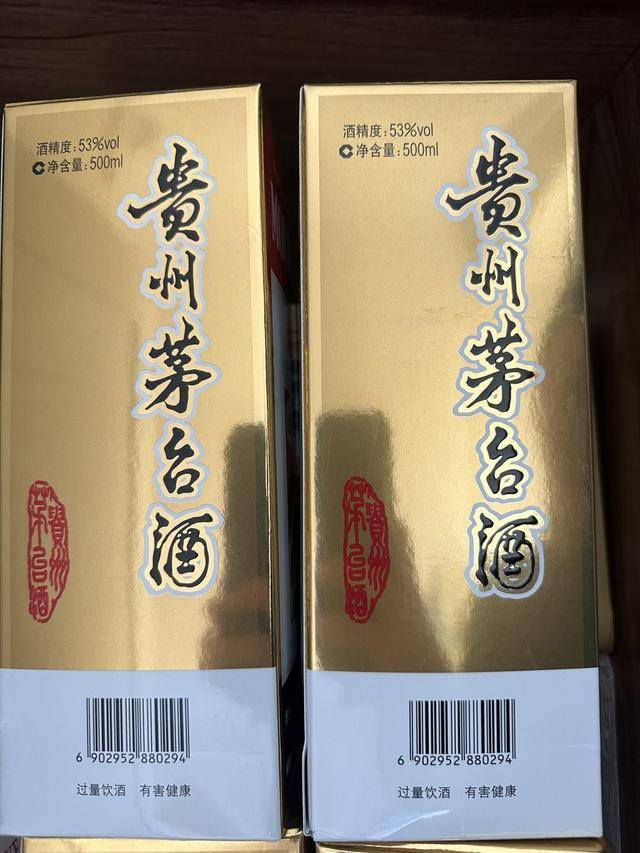 酒精度:53%vol
净含量:500ml
贵州茅台酒
貴州
茅台酒
6 902952 880294
过量饮酒 有害健康
酒精度:53%vol
净含量:500ml
贵州茅台酒
貴州
茅台酒
6 902952 880294
过量饮酒 有害健康